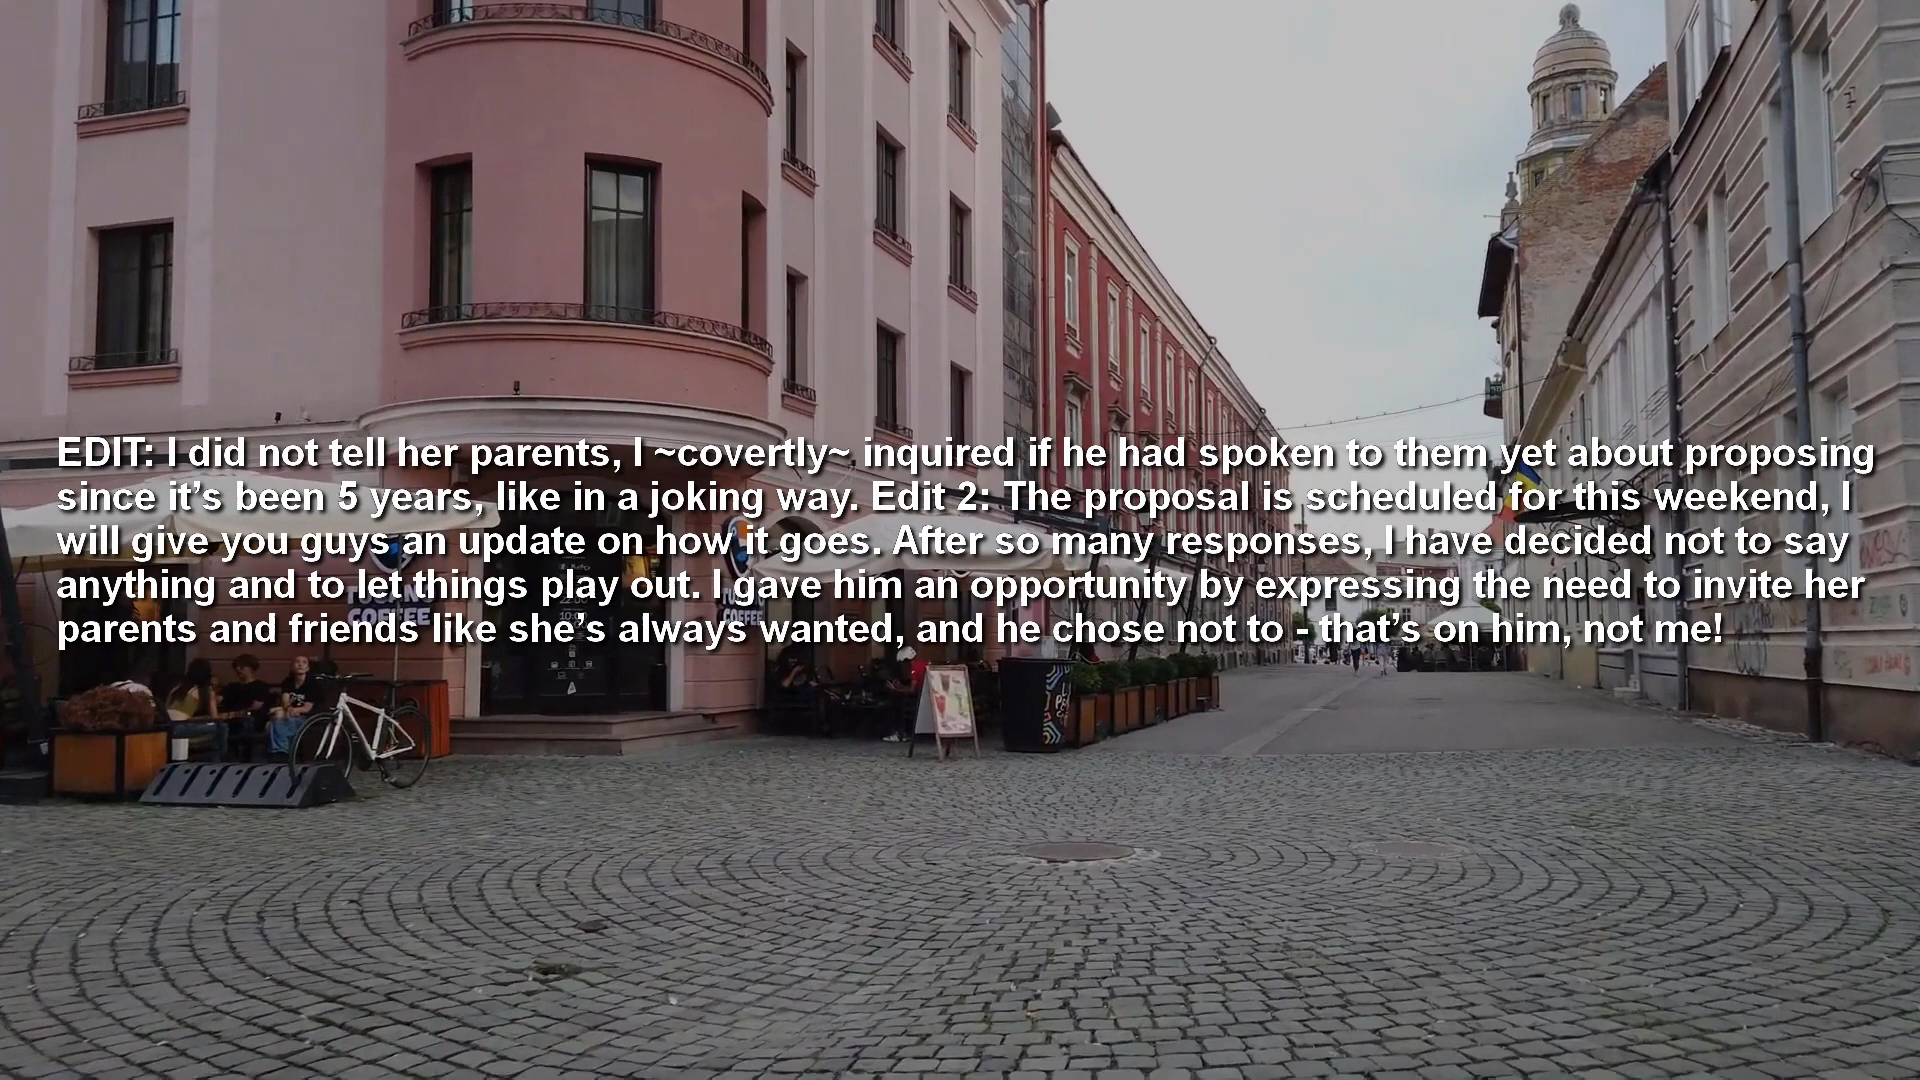 EDIT: I did not tell her parents, I ~covertly~ inquired if he had spoken to them yet about proposing
since it’s been 5 years, like in a joking way. Edit 2: The proposal is scheduled for this weekend, I
will give you guys an update on how it goes. After so many responses, I have decided not to say
anything and to let things play out. I gave him an opportunity by expressing the need to invite her
parents and friends like she’s always wanted, and he chose not to - that’s on him, not me!
COFFEE
COFFEE